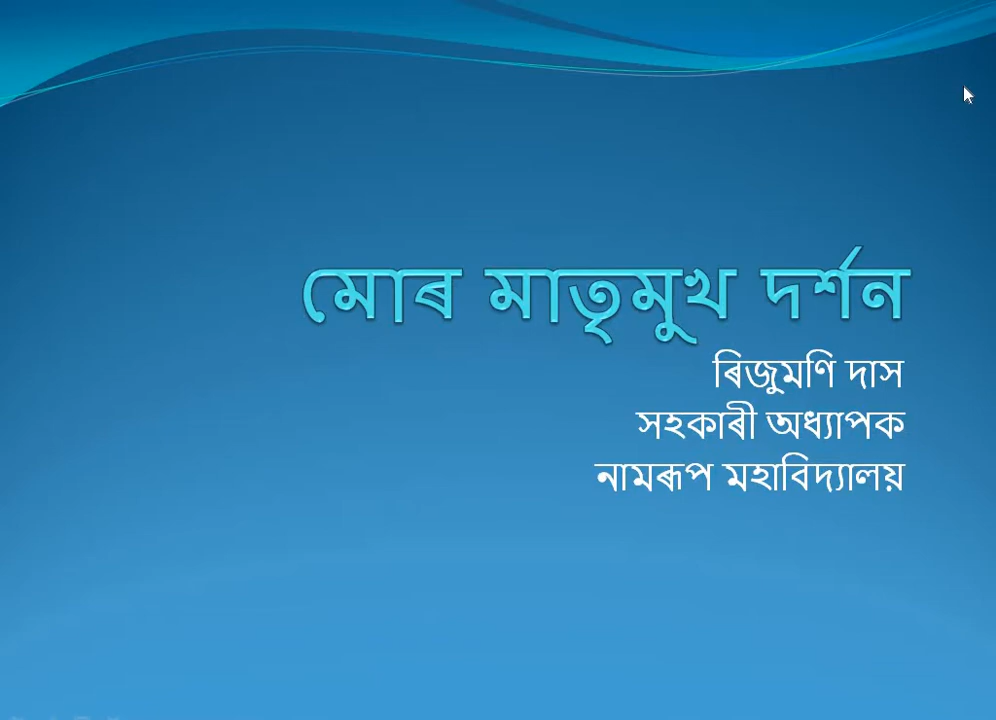 মোৰ মাতৃমুখ দৰ্শন
ৰিজুমণি দাস
সহকাৰী অধ্যাপক
নামৰূপ মহাবিদ্যালয়